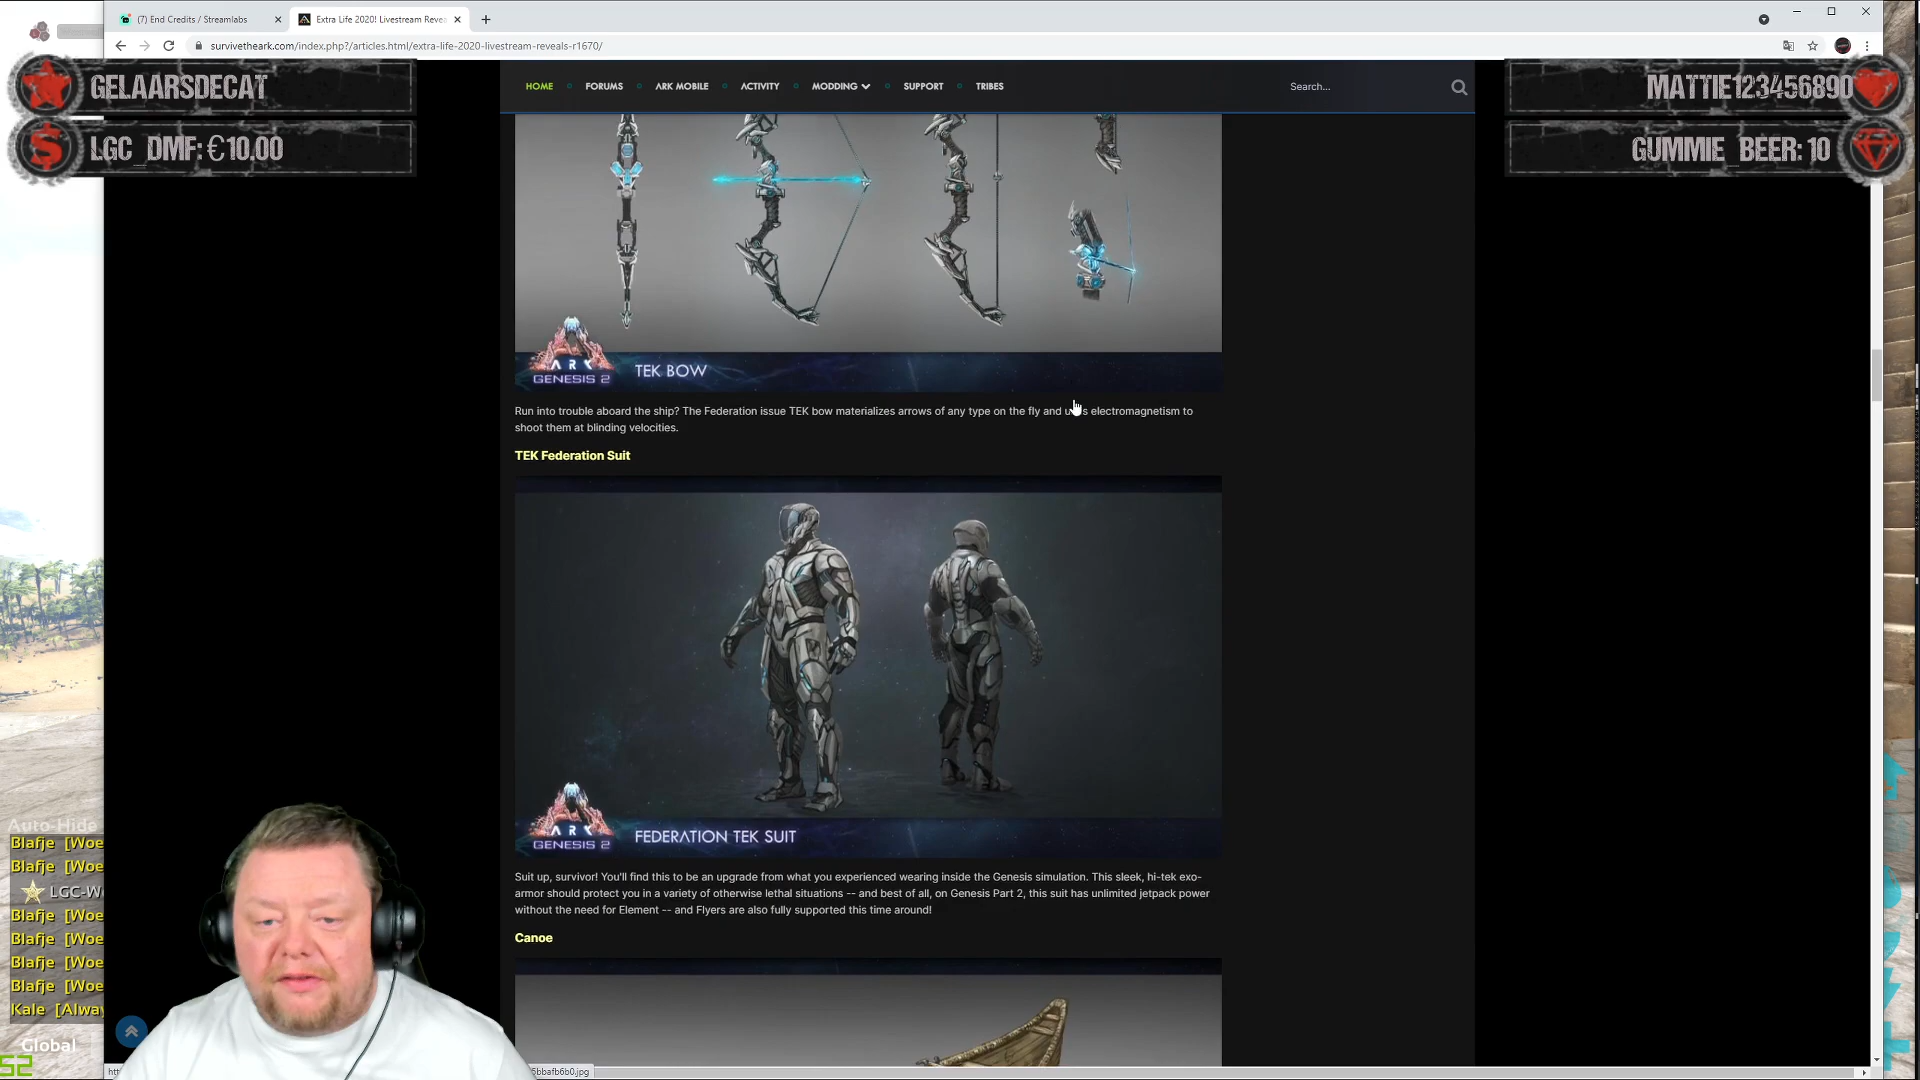 (7) End Credits / Streamlabs
Extra Life 2020! Livestream Revea
survivetheark.com/index.php?/articles.html/extra-life-2020-livestream-reveals-r1670/
GELAARSDECAT
LGC_DMF: €10.00
MATTIE123456890
GUMMIE_BEER: 10
HOME
FORUMS
ARK MOBILE
ACTIVITY
MODDING
SUPPORT
TRIBES
Search...
ARK
GENESIS 2
TEK BOW
Run into trouble aboard the ship? The Federation issue TEK bow materializes arrows of any type on the fly and electromagnetism to
shoot them at blinding velocities.
TEK Federation Suit
ARK
GENESIS 2
FEDERATION TEK SUIT
Suit up, survivor! You'll find this to be an upgrade from what you experienced wearing inside the Genesis simulation. This sleek, hi-tek exo-
armor should protect you in a variety of otherwise lethal situations -- and best of all, on Genesis Part 2, this suit has unlimited jetpack power
without the need for Element -- and Flyers are also fully supported this time around!
Canoe
Auto-Hide
Blafje [Woe
Blafje [Woe
LGC-W
Blafje [Woe
Blafje [Woe
Blafje [Woe
Blafje [Woe
Kale [Alway
Global
52
5bbafb6b0.jpg